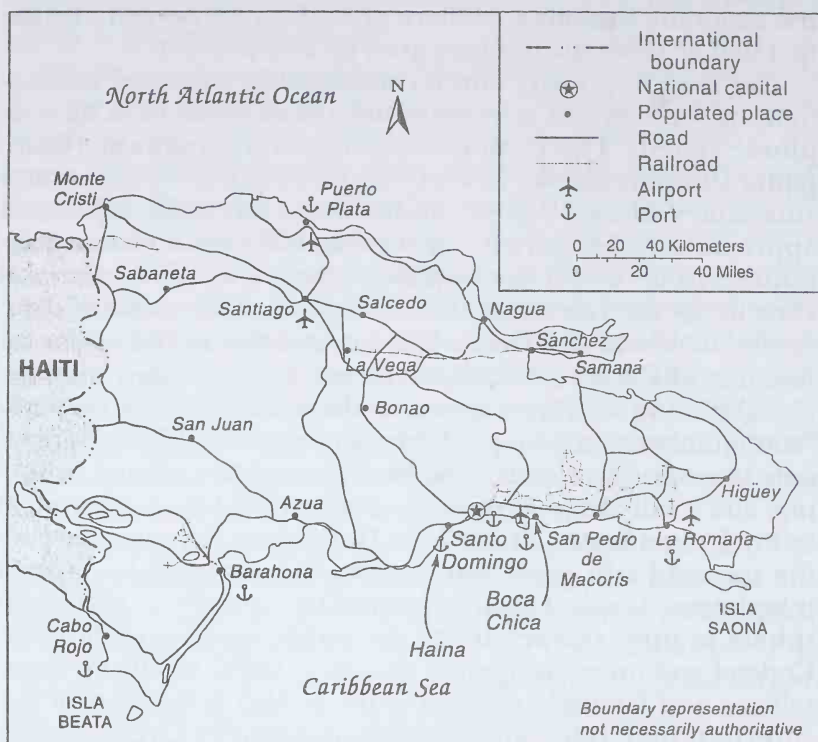 International
boundary
National capital
Populated place
Road
Railroad
Airport
Port
0 20 40 Kilometers
0 20 40 Miles
North Atlantic Ocean
N
Monte
Cristi
Puerto
Plata
Sabaneta
Santiago
Salcedo
Nagua
Sánchez
Samaná
La Vega
HAITI
Bonao
San Juan
Higüey
Azua
Santo
Domingo
San Pedro
de
Macorís
La Romana
Barahona
Boca
Chica
ISLA
SAONA
Cabo
Rojo
Haina
ISLA
BEATA
Caribbean Sea
Boundary representation
not necessarily authoritative